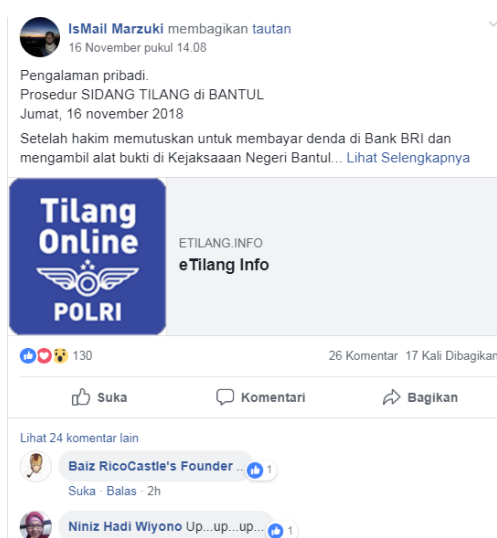 IsMail Marzuki membagikan tautan
16 November pukul 14.08
Pengalaman pribadi.
Prosedur SIDANG TILANG di BANTUL
Jumat, 16 november 2018
Setelah hakim memutuskan untuk membayar denda di Bank BRI dan
mengambil alat bukti di Kejaksaaan Negeri Bantul... Lihat Selengkapnya
Tilang
Online
POLRI
ETILANG.INFO
eTilang Info
130
26 Komentar 17 Kali Dibagikan
Suka Komentari Bagikan
Lihat 24 komentar lain
Baiz RicoCastle's Founder .. 1
Suka · Balas · 2h
Niniz Hadi Wiyono Up...up...up... 1